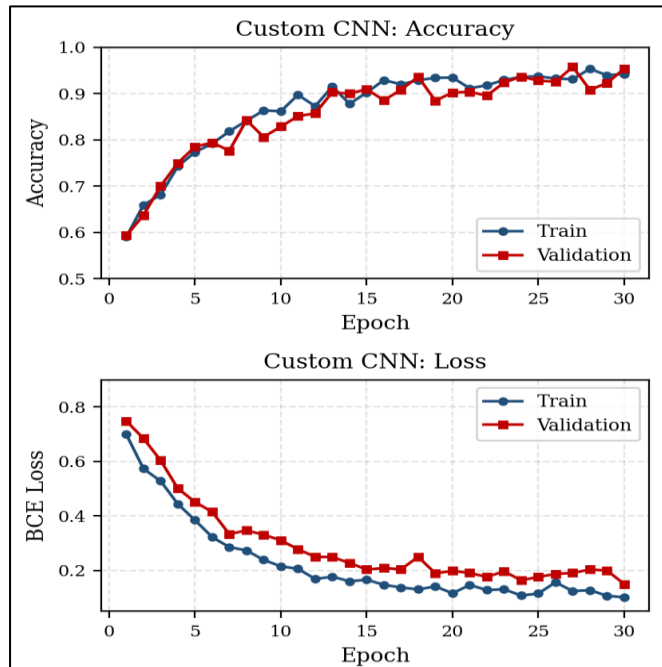 Custom CNN: Accuracy
1.0
0.9
0.8
0.7
0.6
0.5
Accuracy
Train
Validation
0 5 10 15 20 25 30
Epoch
Custom CNN: Loss
0.8
0.6
0.4
0.2
BCE Loss
Train
Validation
0 5 10 15 20 25 30
Epoch